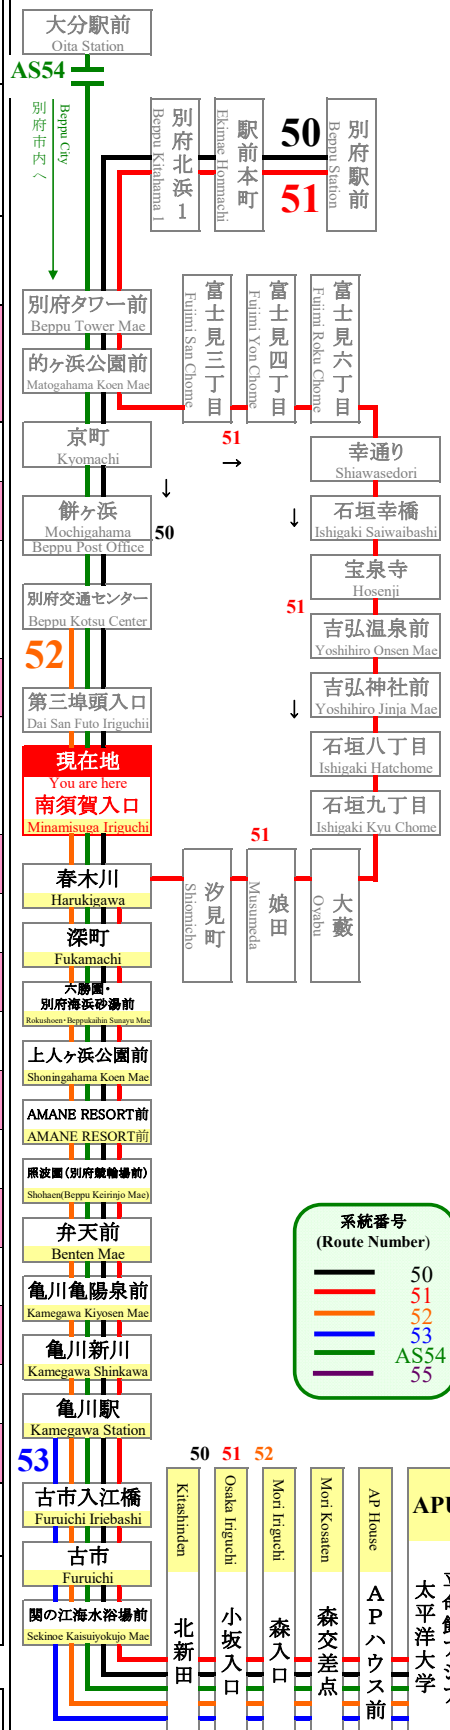 大分駅前
Oita Station
AS54
別府市内へ
Beppu City
別府北浜1
Beppu Kitahama 1
駅前本町
Ekimae Honmachi
50
51
別府駅前
Beppu Station
別府タワー前
Beppu Tower Mae
的ヶ浜公園前
Matogahama Koen Mae
富士見三丁目
Fujimi San Chome
富士見四丁目
Fujimi Yon Chome
富士見六丁目
Fujimi Roku Chome
51
→
京町
Kyomachi
幸通り
Shiawasedori
↓
餅ヶ浜
Mochigahama
Beppu Post Office
50
↓
石垣幸橋
Ishigaki Saiwaibashi
宝泉寺
Hosenji
別府交通センター
Beppu Kotsu Center
51
吉弘温泉前
Yoshihiro Onsen Mae
52
吉弘神社前
Yoshihiro Jinja Mae
↓
第三埠頭入口
Dai San Futo Iriguchii
石垣八丁目
Ishigaki Hatchome
現在地
You are here
南須賀入口
Minamisuga Iriguchi
石垣九丁目
Ishigaki Kyu Chome
51
春木川
Harukigawa
汐見町
Shiomicho
娘田
Musumeda
大藪
Oyabu
深町
Fukamachi
六勝園・
別府海浜砂湯前
Rokushoen・Beppukaihin Sunayu Mae
上人ヶ浜公園前
Shoningahama Koen Mae
AMANE RESORT前
AMANE RESORT前
照波園(別府競輪場前)
Shohaen(Beppu Keirinjo Mae)
弁天前
Benten Mae
亀川亀陽泉前
Kamegawa Kiyosen Mae
亀川新川
Kamegawa Shinkawa
亀川駅
Kamegawa Station
系統番号
(Route Number)
50
51
52
53
AS54
55
53
古市入江橋
Furuichi Iriebashi
古市
Furuichi
関の江海水浴場前
Sekinoe Kaisuiyokujo Mae
50
51
52
Kitashinden
北新田
Osaka Iriguchi
小坂入口
Mori Iriguchi
森入口
Mori Kosaten
森交差点
AP House
APハウス前
APU
太平洋大学